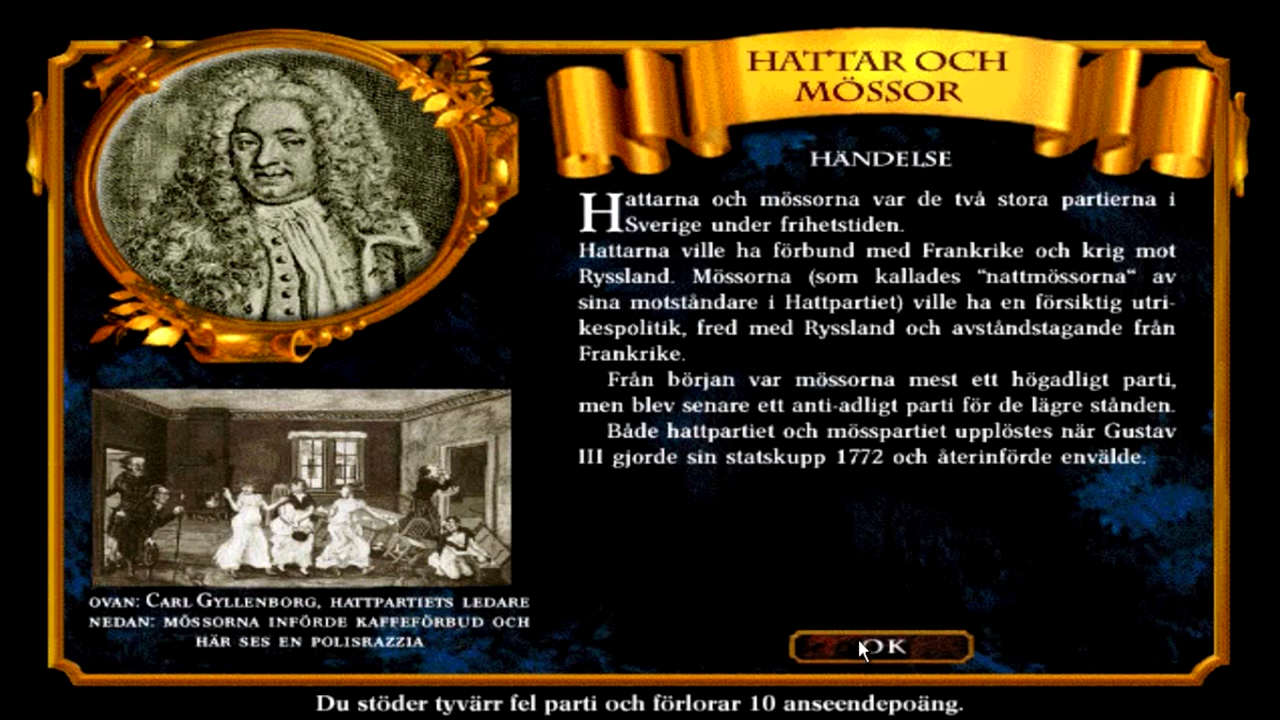 HATTAR OCH
MÖSSOR
HÄNDELSE
Hattarna och mössorna var de två stora partierna i
Sverige under frihetstiden.
Hattarna ville ha förbund med Frankrike och krig mot
Ryssland. Mössorna (som kallades "nattmössorna" av
sina motståndare i Hattpartiet) ville ha en försiktig utri-
kespolitik, fred med Ryssland och avståndstagande från
Frankrike.
Från början var mössorna mest ett högadligt parti,
men blev senare ett anti-adligt parti för de lägre stånden.
Både hattpartiet och mösspartiet upplöstes när Gustav
III gjorde sin statskupp 1772 och återinförde envälde.
OVAN: CARL GYLLENBORG, HATTPARTIETS LEDARE
NEDAN: MÖSSORNA INFÖRDE KAFFEFÖRBUD OCH
HÄR SES EN POLISRAZZIA
OK
Du stöder tyvärr fel parti och förlorar 10 anseendepoäng.